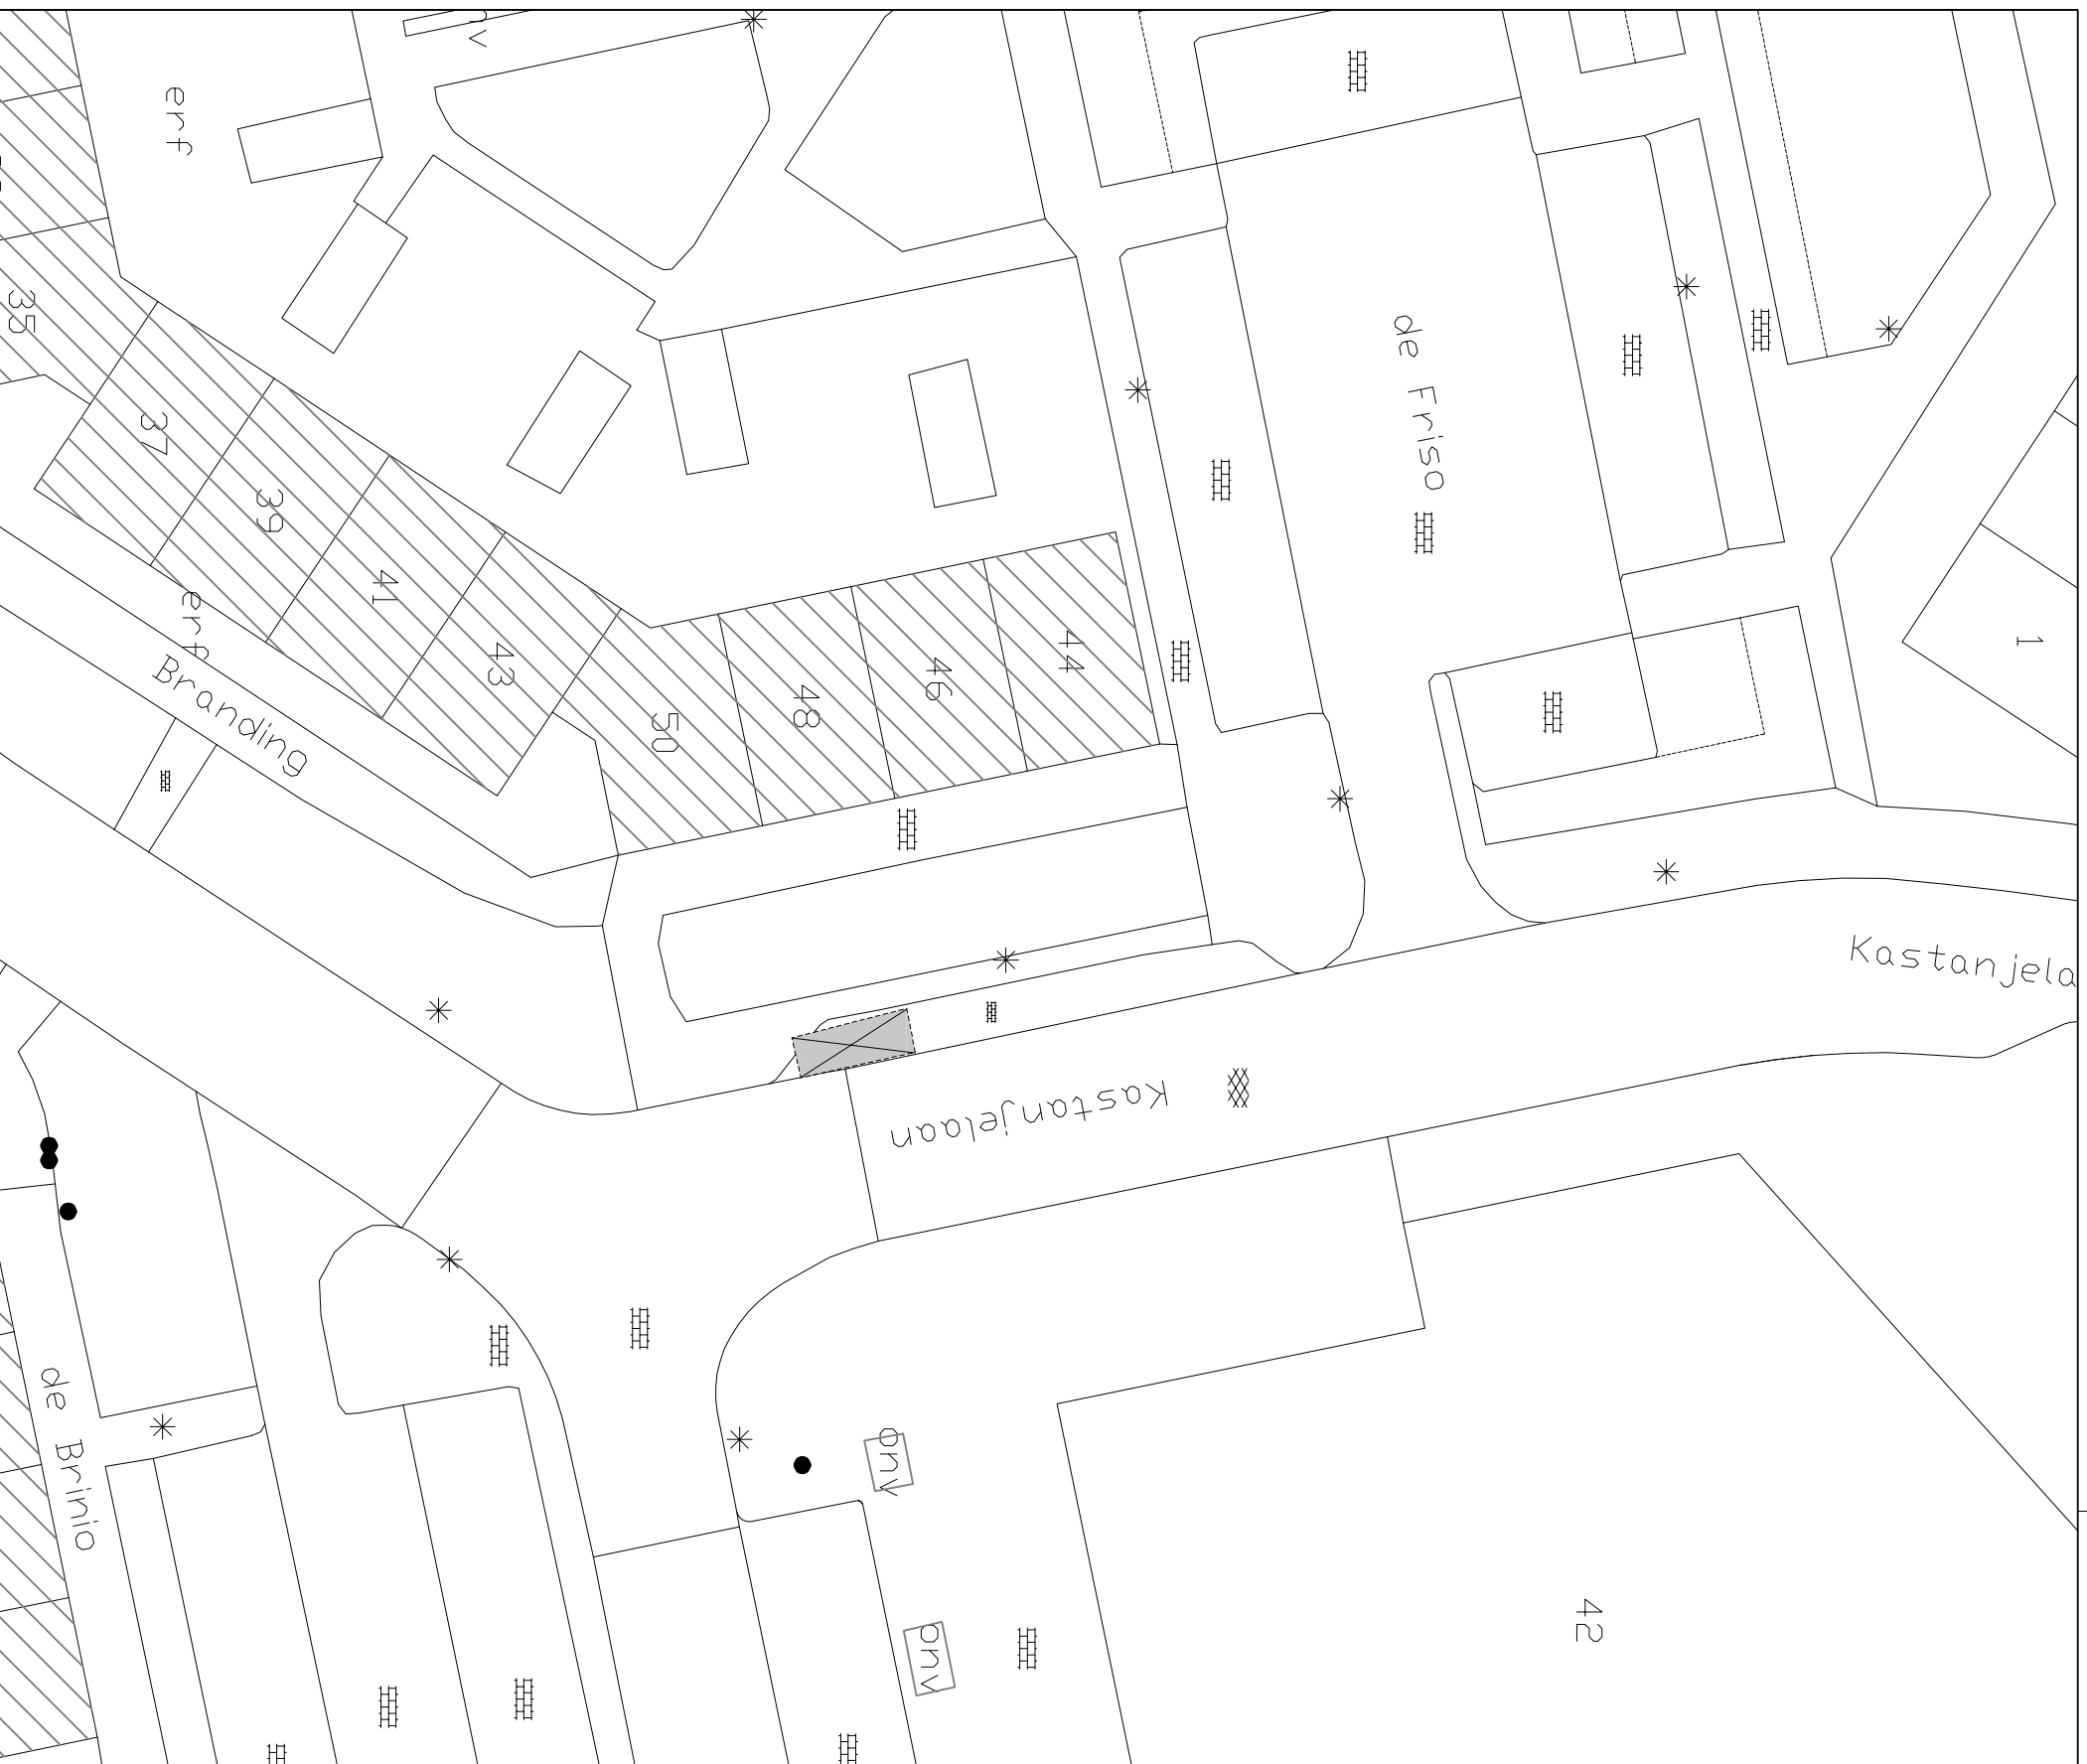 erf
35
37
39
41
43
50
48
46
44
erf
Branding
de Friso
1
Kastanjela
Kastanjelaan
de Brinio
onv
onv
42